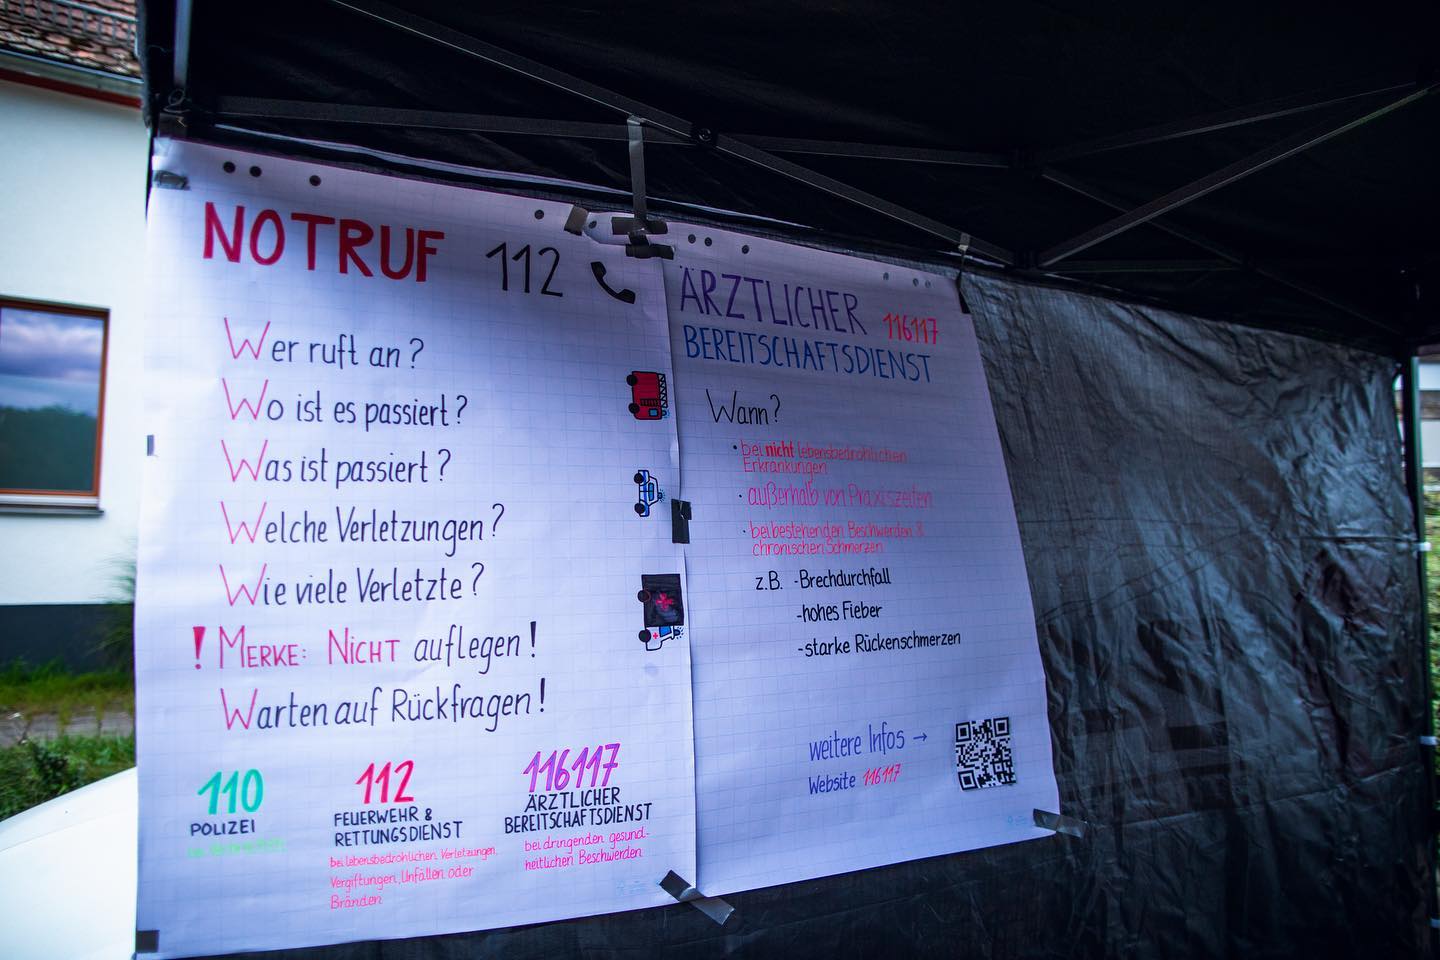 NOTRUF 112
Wer ruft an?
Wo ist es passiert?
Was ist passiert?
Welche Verletzungen?
Wie viele Verletzte?
! MERKE: NICHT auflegen!
Warten auf Rückfragen!
110
POLIZEI
112
FEUERWEHR &
RETTUNGSDIENST
bei lebensbedrohlichen Verletzungen,
Vergiftungen, Unfällen oder
Bränden
116117
ÄRZTLICHER
BEREITSCHAFTSDIENST
bei dringenden gesund-
heitlichen Beschwerden
ÄRZTLICHER 116117
BEREITSCHAFTSDIENST
Wann?
• bei nicht lebensbedrohlichen
Erkrankungen
• außerhalb von Praxiszeiten
• bei bestehenden Beschwerden &
chronischen Schmerzen
z.B. - Brechdurchfall
- hohes Fieber
- starke Rückenschmerzen
weitere Infos →
Website 116117